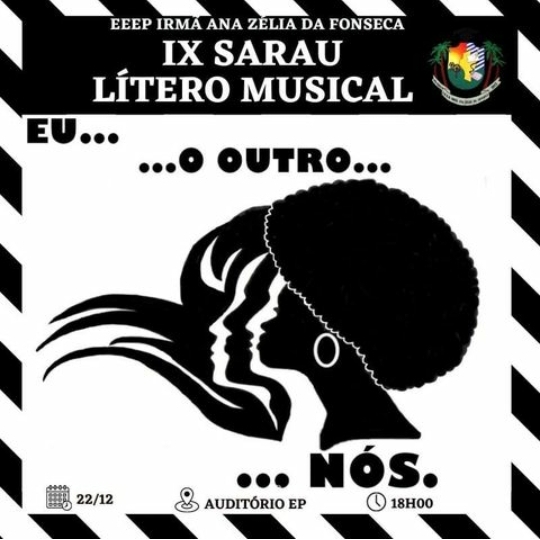 EEEP IRMÃ ANA ZÉLIA DA FONSECA
IX SARAU
LÍTERO MUSICAL
EU...
...O OUTRO...
... NÓS.
22/12
AUDITÓRIO EP
18H00